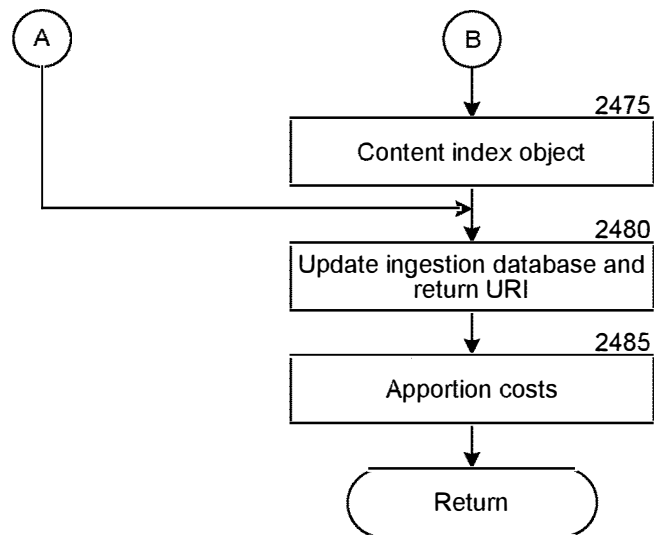 A
B
2475
Content index object
2480
Update ingestion database and
return URI
2485
Apportion costs
Return